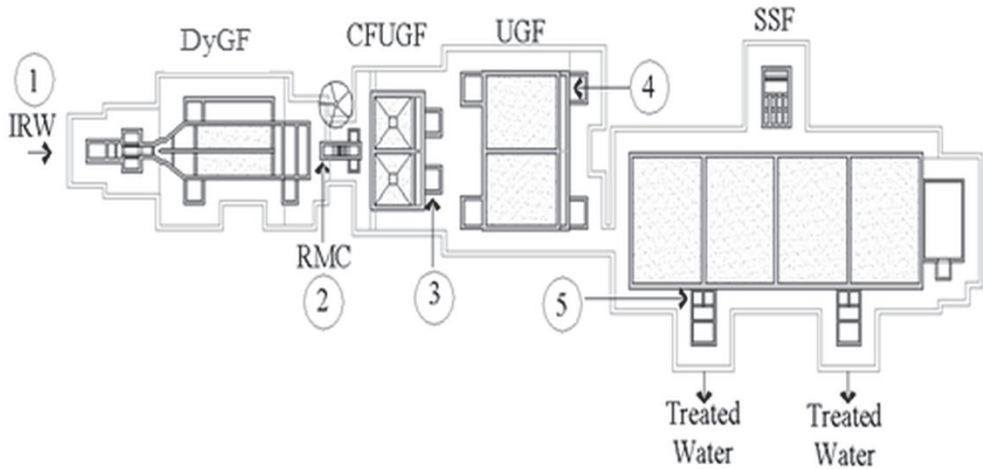 DyGF
CFUGF
UGF
SSF
1
IRW
4
RMC
2
3
5
Treated
Water
Treated
Water